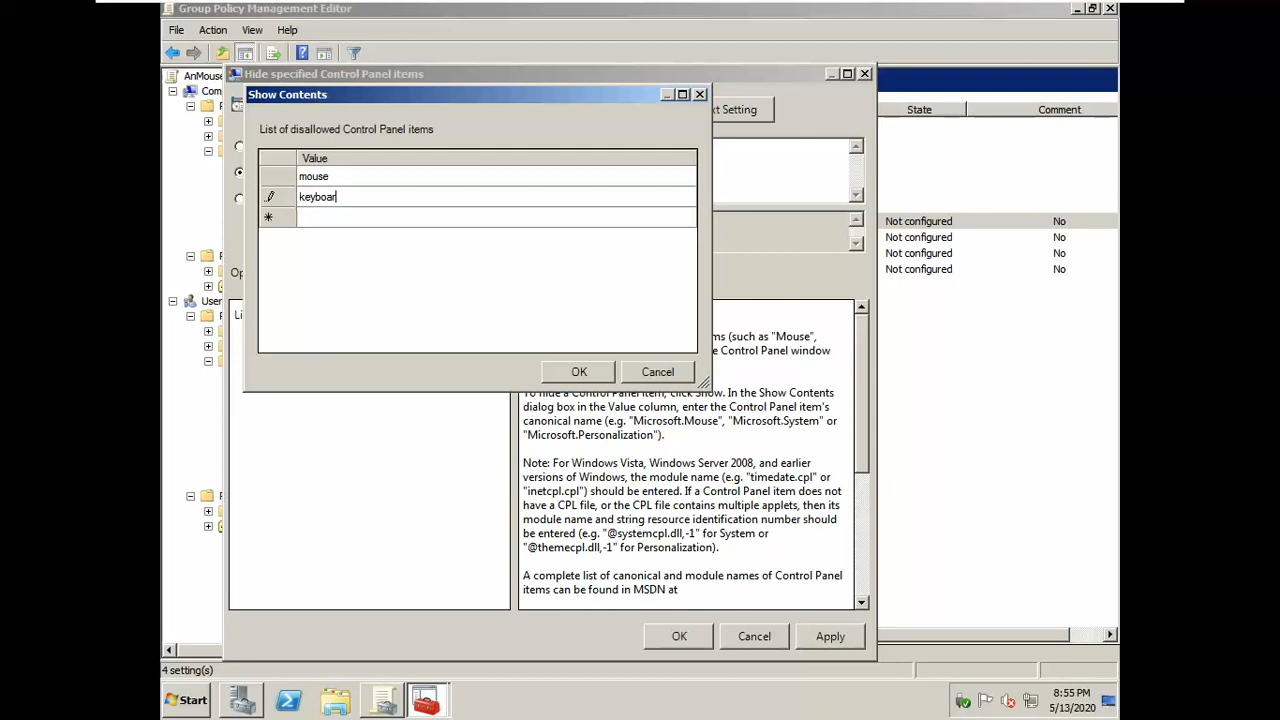 Group Policy Management Editor
File Action View Help
AnMouse
Hide specified Control Panel items
Com
Show Contents
xt Setting
List of disallowed Control Panel items
Value
mouse
keyboar
OK Cancel
State Comment
Not configured No
Not configured No
Not configured No
Not configured No
User
Op
Li
ms (such as "Mouse",
e Control Panel window
To hide a Control Panel item, click Show. In the Show Contents
dialog box in the Value column, enter the Control Panel item's
canonical name (e.g. "Microsoft.Mouse", "Microsoft.System" or
"Microsoft.Personalization").
Note: For Windows Vista, Windows Server 2008, and earlier
versions of Windows, the module name (e.g. "timedate.cpl" or
"inetcpl.cpl") should be entered. If a Control Panel item does not
have a CPL file, or the CPL file contains multiple applets, then its
module name and string resource identification number should
be entered (e.g. "@systemcpl.dll,-1" for System or
"@themecpl.dll,-1" for Personalization).
A complete list of canonical and module names of Control Panel
items can be found in MSDN at
OK Cancel Apply
4 setting(s)
Start
8:55 PM
5/13/2020